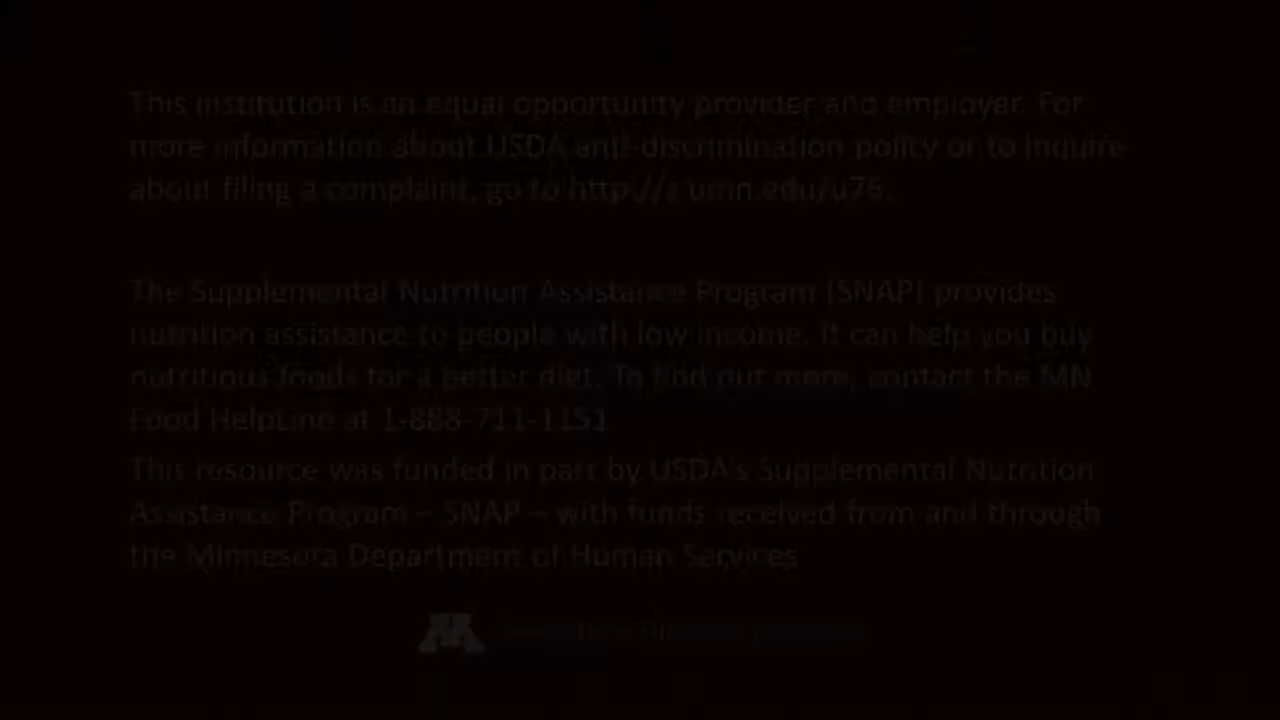 This institution is an equal opportunity provider and employer. For
more information about USDA anti-discrimination policy or to inquire
about filing a complaint, go to http://z.umn.edu/u76.
The Supplemental Nutrition Assistance Program (SNAP) provides
nutrition assistance to people with low income. It can help you buy
nutritious foods for a better diet. To find out more, contact the MN
Food HelpLine at 1-888-711-1151
This resource was funded in part by USDA's Supplemental Nutrition
Assistance Program – SNAP – with funds received from and through
the Minnesota Department of Human Services
M